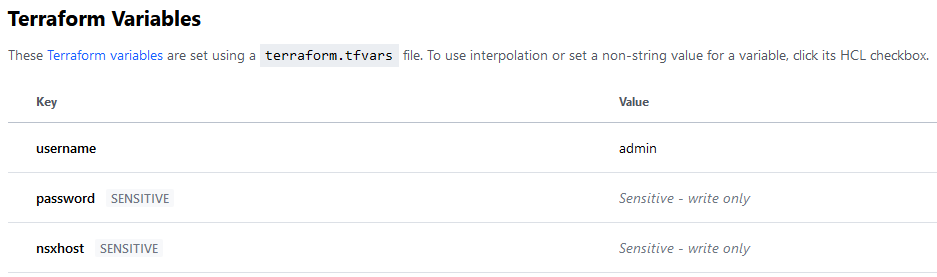 Terraform Variables
These Terraform variables are set using a terraform.tfvars file. To use interpolation or set a non-string value for a variable, click its HCL checkbox.
Key Value
username admin
password SENSITIVE Sensitive - write only
nsxhost SENSITIVE Sensitive - write only